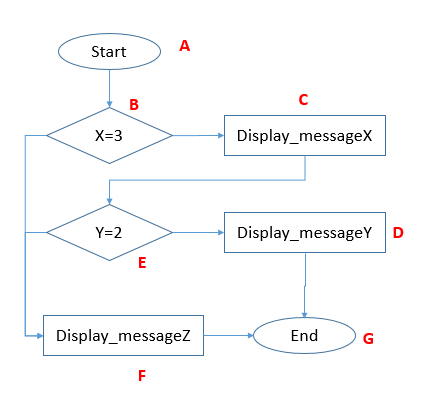 Start
A
B
X=3
C
Display_messageX
Y=2
E
Display_messageY
D
Display_messageZ
F
End
G